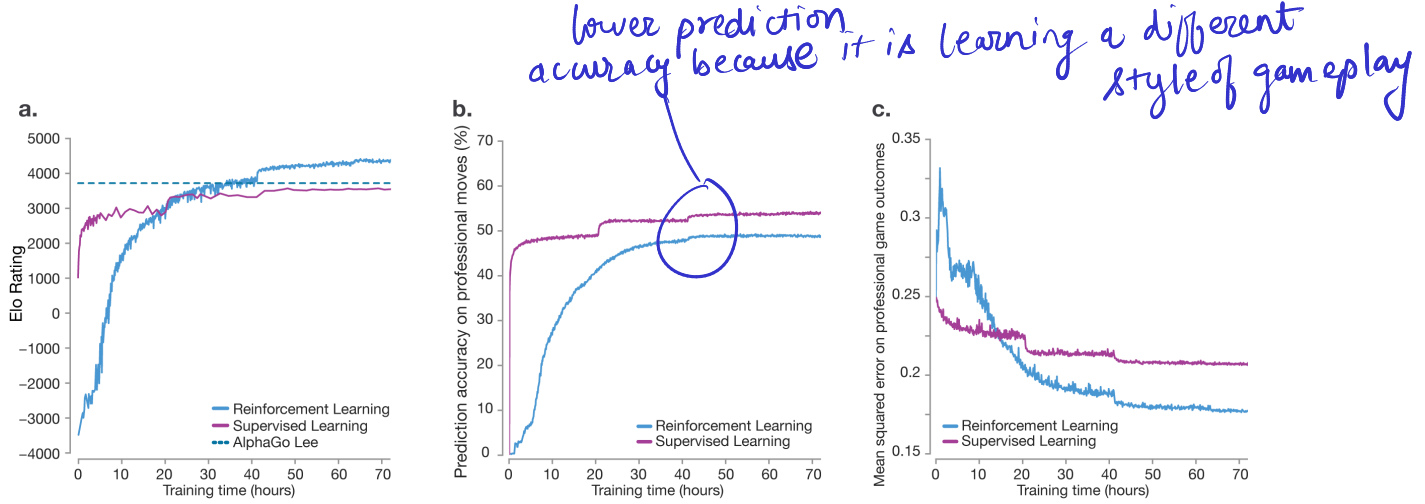 lower prediction
accuracy because it is learning a different
style of gameplay
a.
5000
4000
3000
2000
1000
0
−1000
−2000
−3000
−4000
Elo Rating
Reinforcement Learning
Supervised Learning
AlphaGo Lee
0 10 20 30 40 50 60 70
Training time (hours)
b.
70
60
50
40
30
20
10
0
Prediction accuracy on professional moves (%)
Reinforcement Learning
Supervised Learning
0 10 20 30 40 50 60 70
Training time (hours)
c.
0.35
0.3
0.25
0.2
0.15
Mean squared error on professional game outcomes
Reinforcement Learning
Supervised Learning
0 10 20 30 40 50 60 70
Training time (hours)